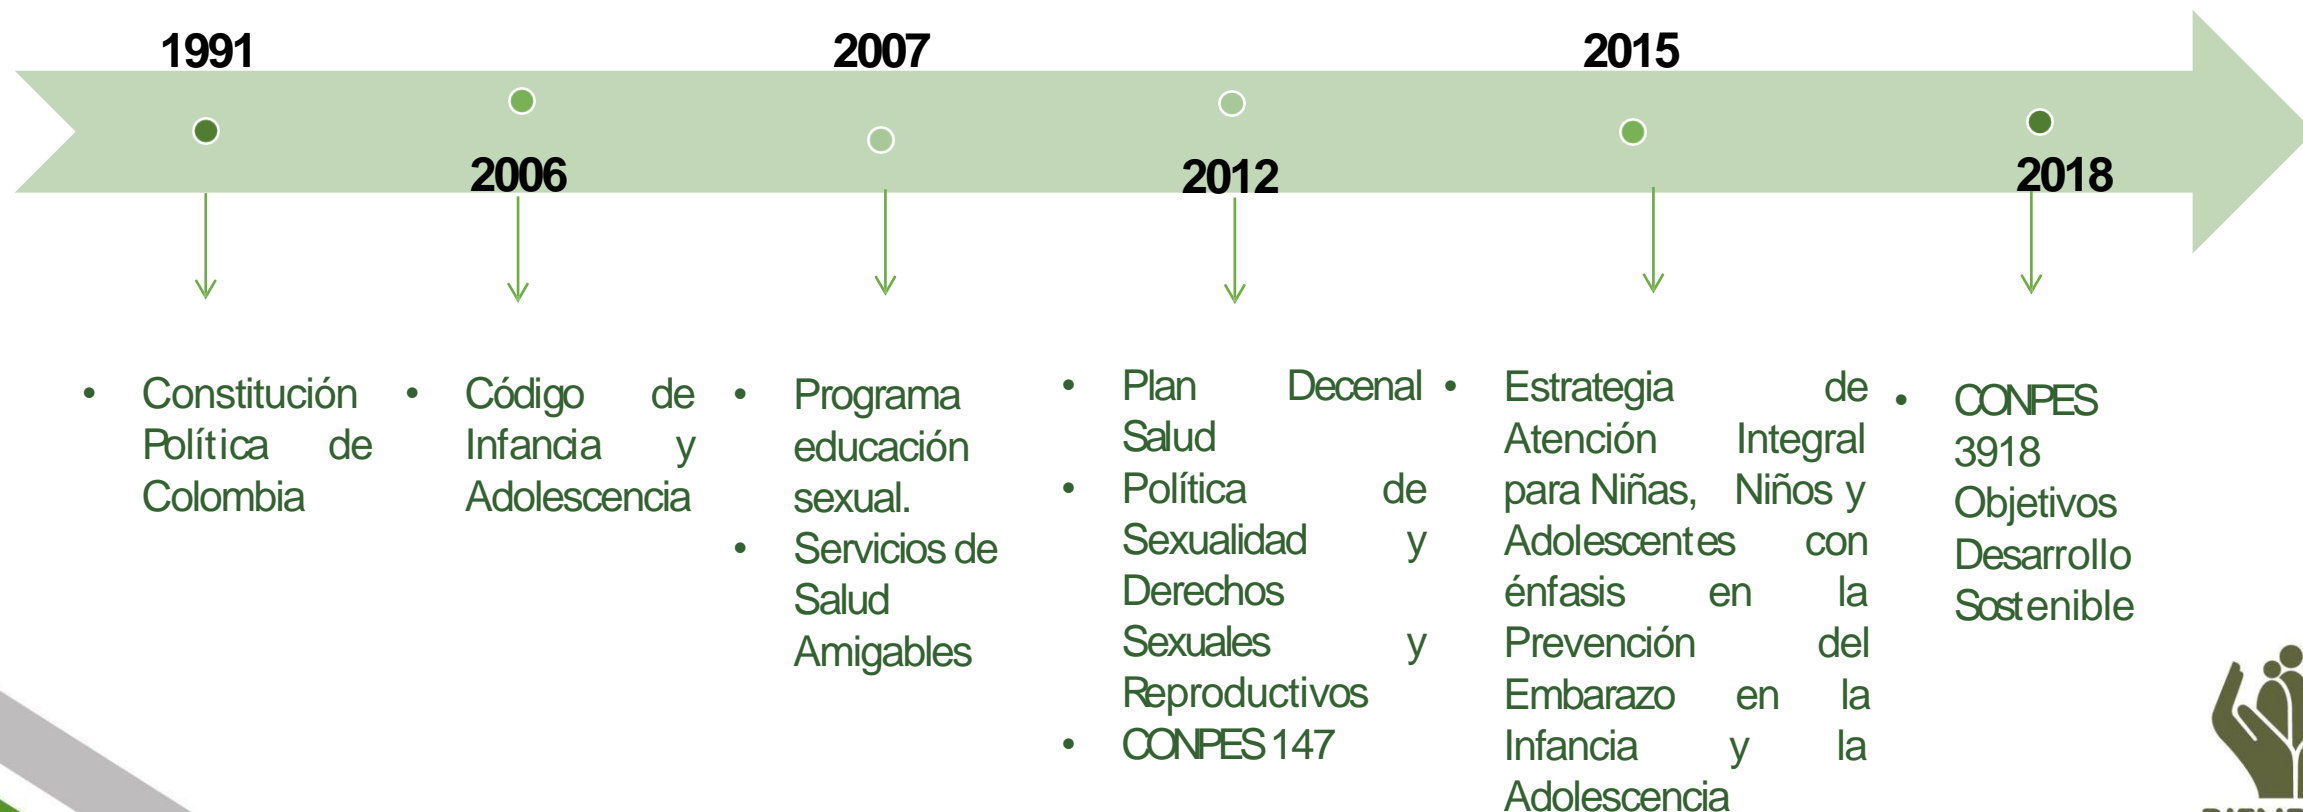 1991
2007
2015
2006
2012
2018
• Constitución
Política de
Colombia
• Código de
Infancia y
Adolescencia
• Programa
educación
sexual.
• Servicios de
Salud
Amigables
• Plan Decenal
Salud
• Política de
Sexualidad y
Derechos
Sexuales y
Reproductivos
• CONPES 147
• Estrategia de
Atención Integral
para Niñas, Niños y
Adolescentes con
énfasis en la
Prevención del
Embarazo en la
Infancia y la
Adolescencia
• CONPES
3918
Objetivos
Desarrollo
Sostenible